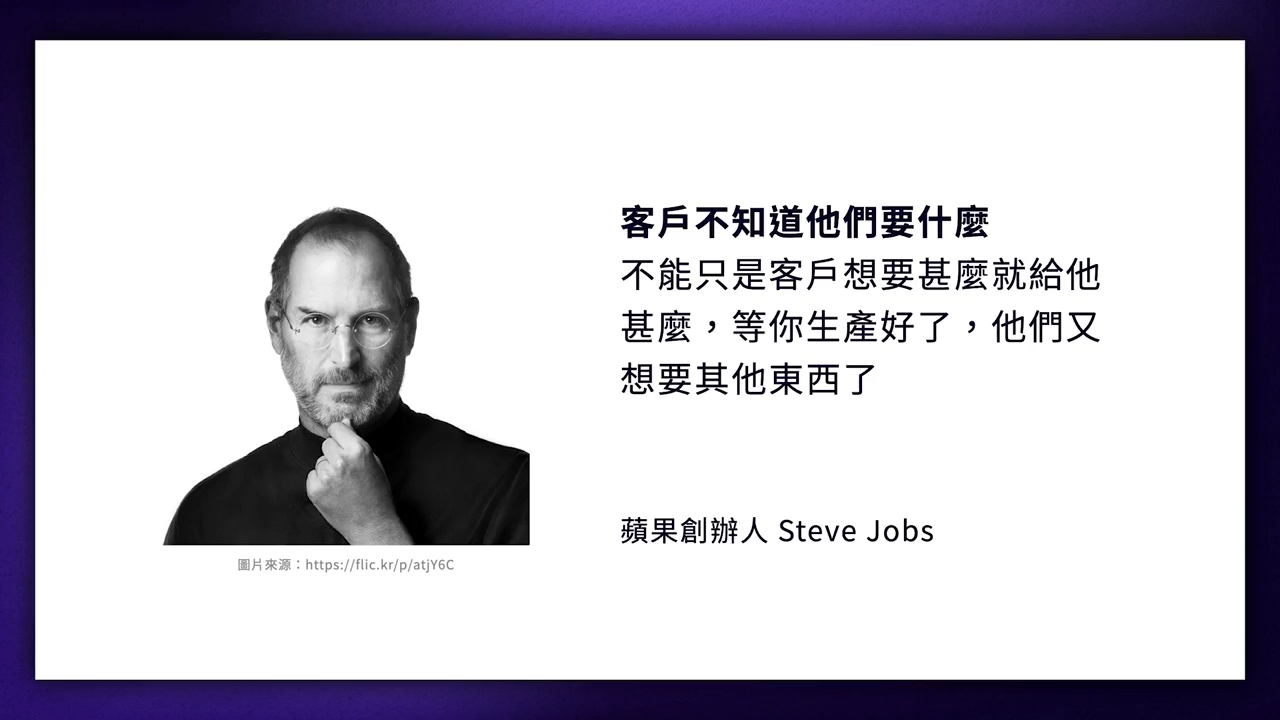 客戶不知道他們要什麼
不能只是客戶想要甚麼就給他
甚麼，等你生產好了，他們又
想要其他東西了
蘋果創辦人 Steve Jobs
圖片來源：https://flic.kr/p/atjY6C